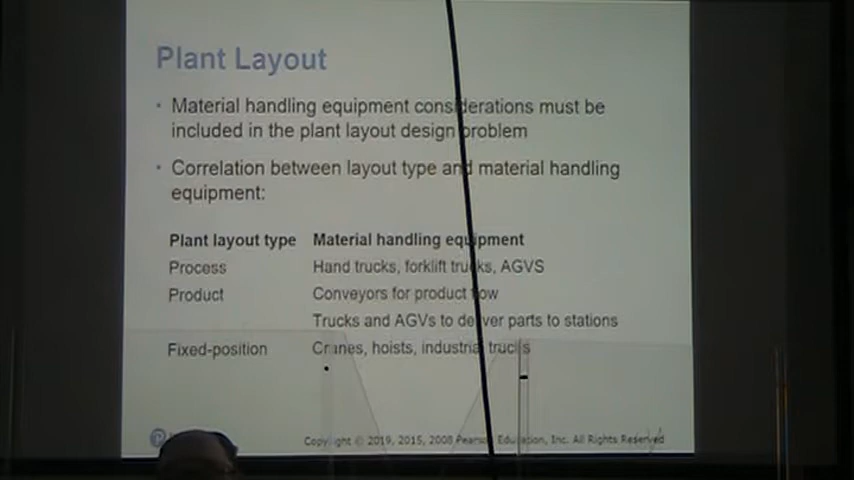 Plant Layout
• Material handling equipment considerations must be
included in the plant layout design problem
• Correlation between layout type and material handling
equipment:
Plant layout type Material handling equipment
Process Hand trucks, forklift trucks, AGVS
Product Conveyors for product flow
Trucks and AGVs to deliver parts to stations
Fixed-position Cranes, hoists, industrial trucks
Copyright © 2019, 2015, 2008 Pearson Education, Inc. All Rights Reserved